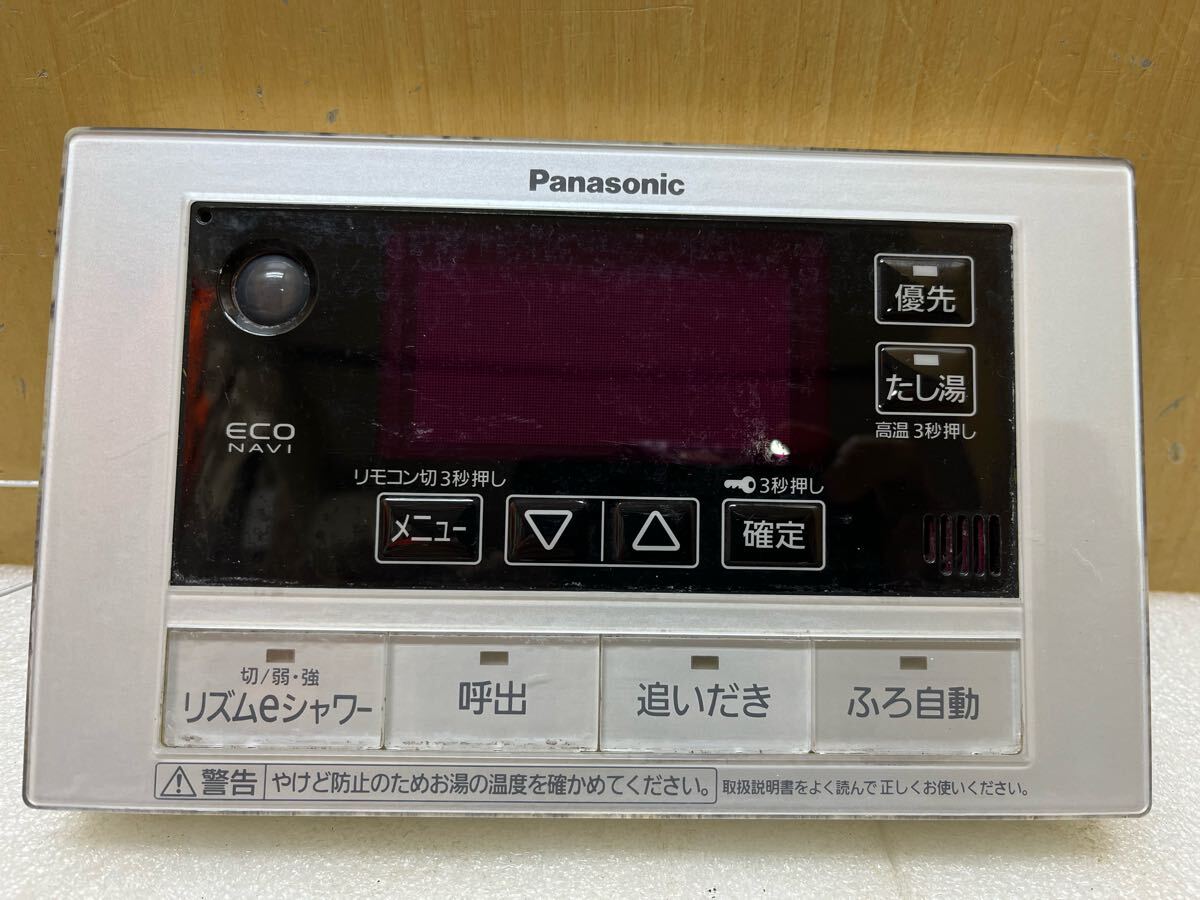 Panasonic
優先
たし湯
高温3秒押し
ECO
NAVI
リモコン切3秒押し
3秒押し
メニュー
▽
△
確定
切/弱・強
リズムeシャワー
呼出
追いだき
ふろ自動
警告 やけど防止のためお湯の温度を確かめてください。 取扱説明書をよく読んで正しくお使いください。